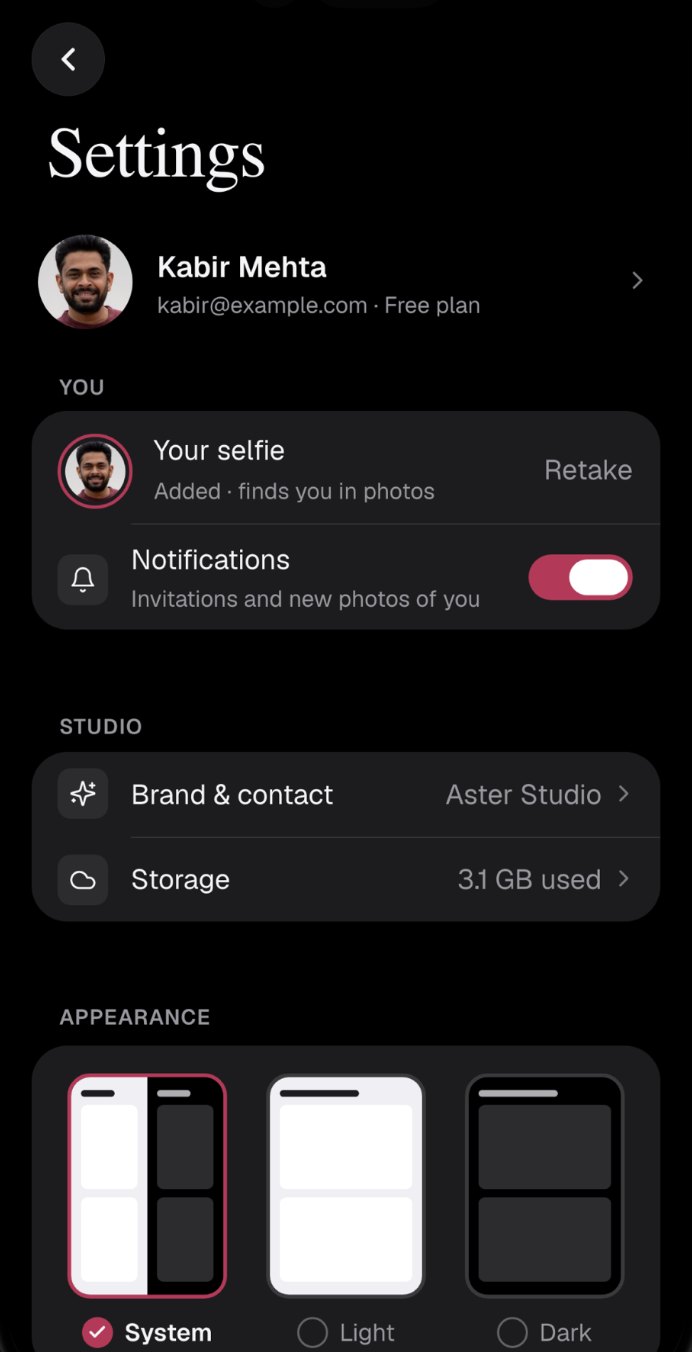 Settings
Kabir Mehta
kabir@example.com · Free plan
YOU
Your selfie
Added · finds you in photos
Retake
Notifications
Invitations and new photos of you
STUDIO
Brand & contact
Aster Studio
Storage
3.1 GB used
APPEARANCE
System
Light
Dark